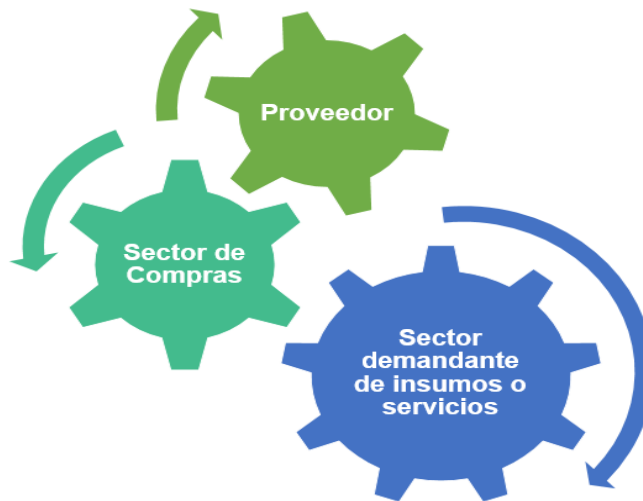 Proveedor
Sector de
Compras
Sector
demandante
de insumos o
servicios